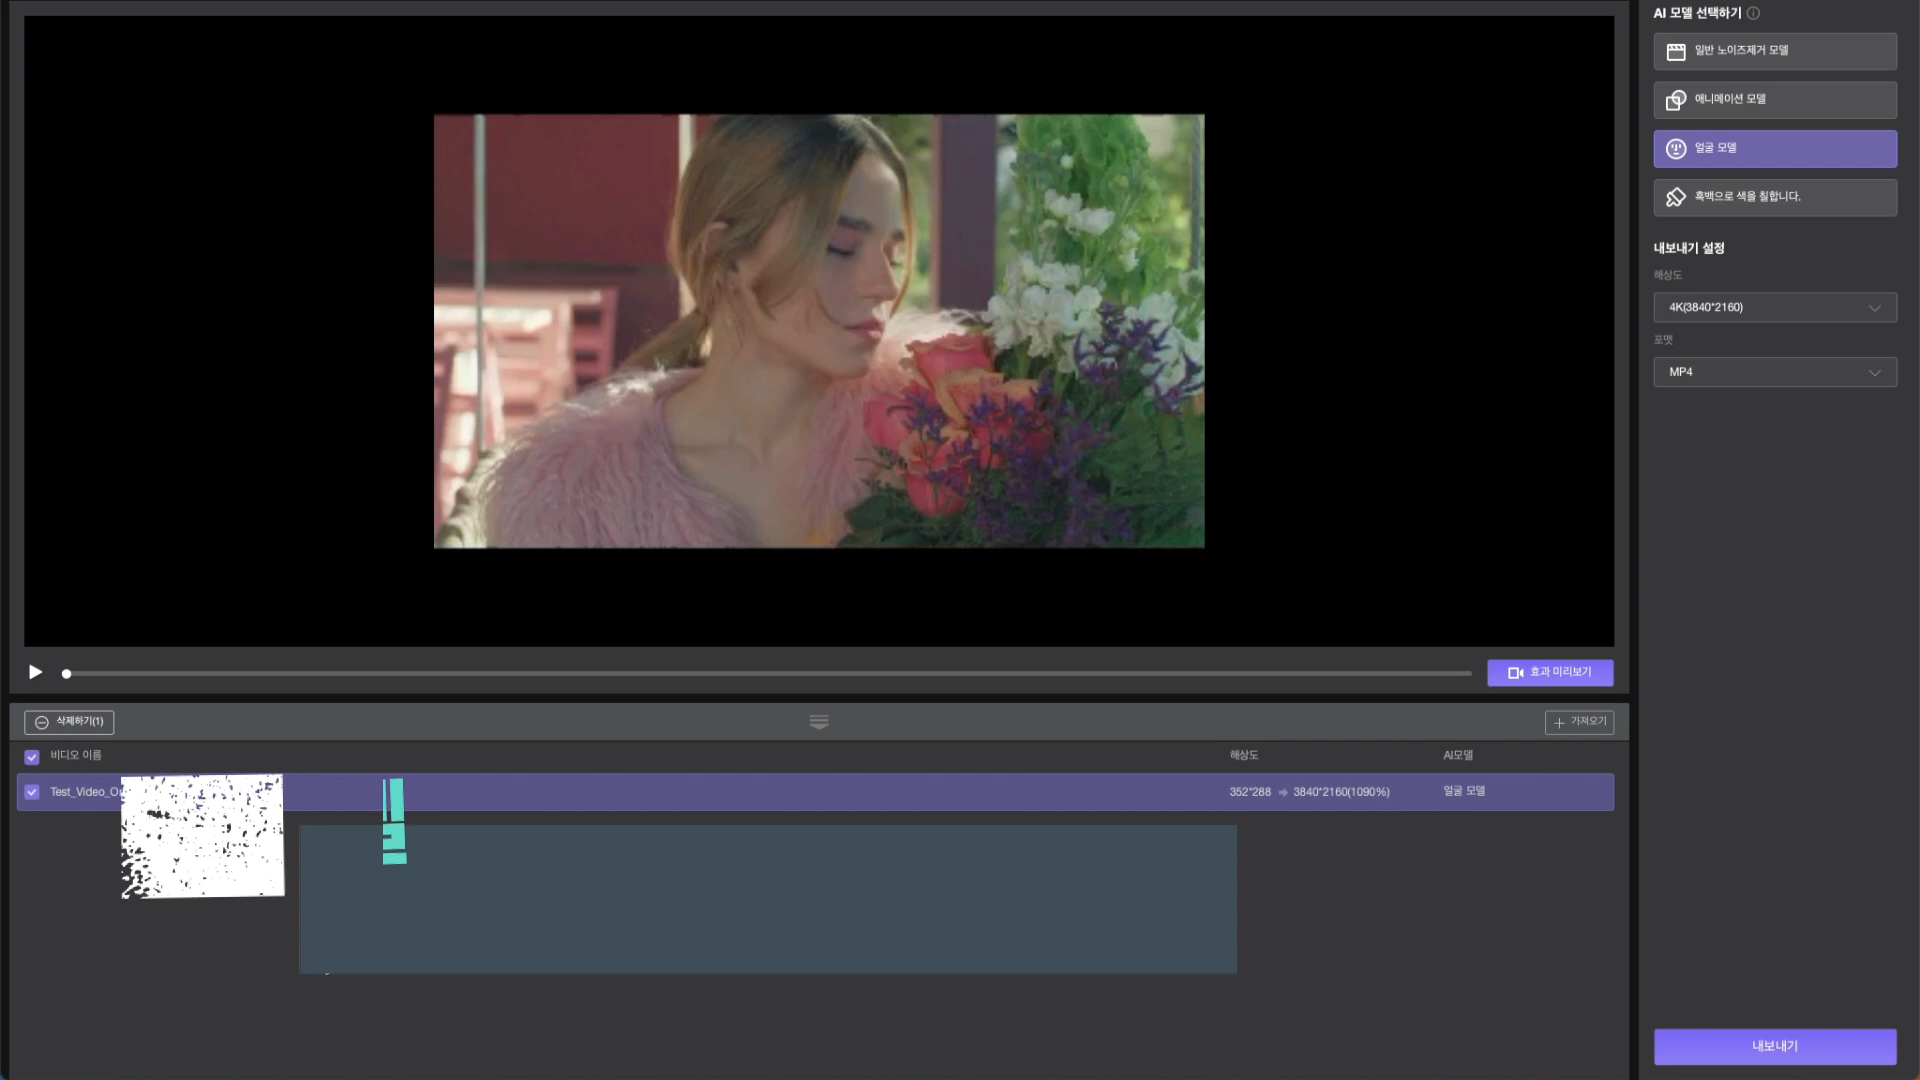 AI 모델 선택하기
일반 노이즈제거 모델
애니메이션 모델
얼굴 모델
흑백으로 색을 칠합니다.
내보내기 설정
해상도
4K(3840*2160)
포맷
MP4
효과 미리보기
삭제하기(1)
가져오기
비디오 이름 해상도 AI모델
352*288 3840*2160(1090%) 얼굴 모델
내보내기